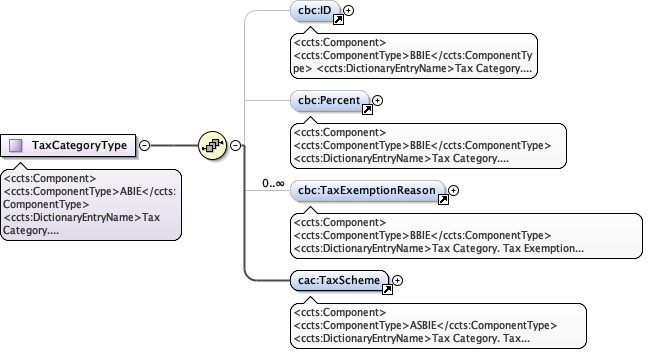 cbc:ID
<ccts:Component>
<ccts:ComponentType>BBIE</ccts:ComponentTy
pe> <ccts:DictionaryEntryName>Tax Category....
cbc:Percent
<ccts:Component>
<ccts:ComponentType>BBIE</ccts:ComponentType>
<ccts:DictionaryEntryName>Tax Category....
TaxCategoryType
<ccts:Component>
<ccts:ComponentType>ABIE</ccts:
ComponentType>
<ccts:DictionaryEntryName>Tax
Category....
0..∞
cbc:TaxExemptionReason
<ccts:Component>
<ccts:ComponentType>BBIE</ccts:ComponentType>
<ccts:DictionaryEntryName>Tax Category. Tax Exemption...
cac:TaxScheme
<ccts:Component>
<ccts:ComponentType>ASBIE</ccts:ComponentType>
<ccts:DictionaryEntryName>Tax Category. Tax...